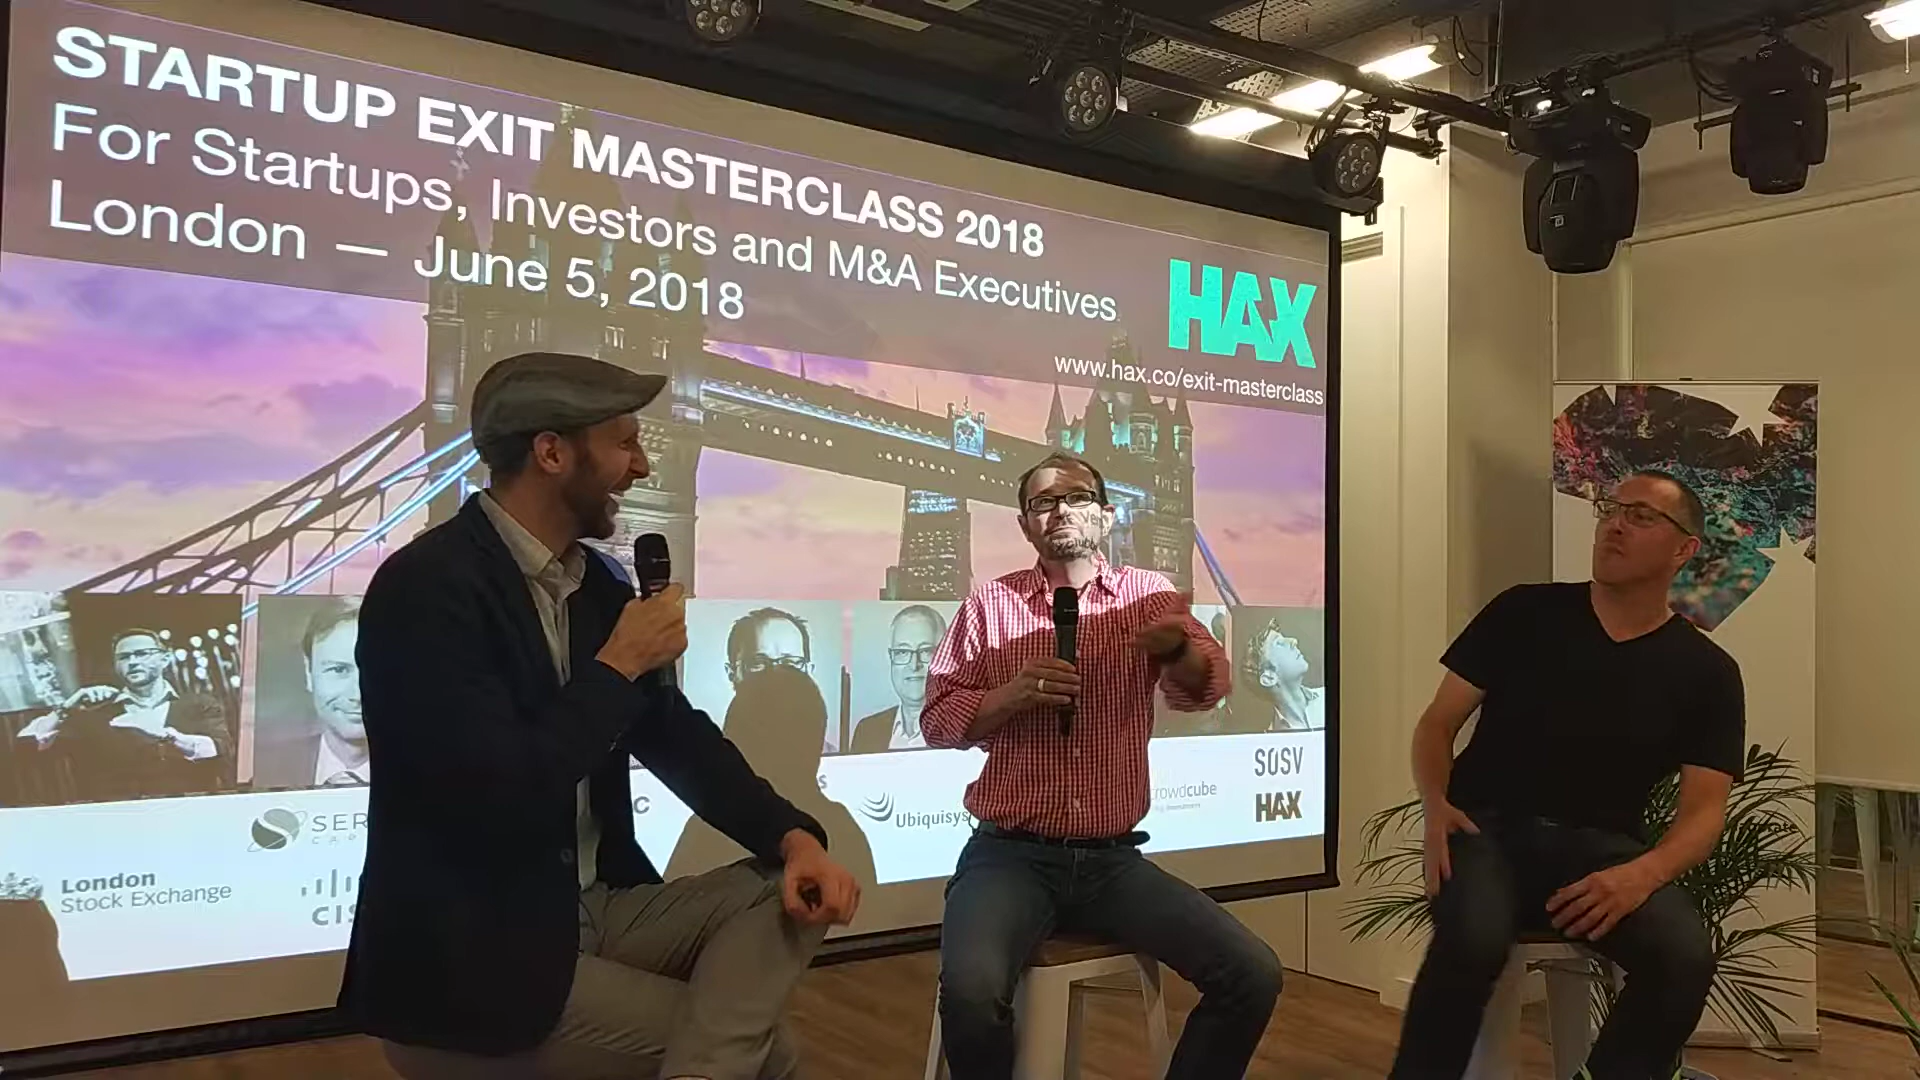 STARTUP EXIT MASTERCLASS 2018
For Startups, Investors and M&A Executives
London — June 5, 2018
HAX
www.hax.co/exit-masterclass
SOSV
HAX
Ubiquisys
crowdcube
London
Stock Exchange